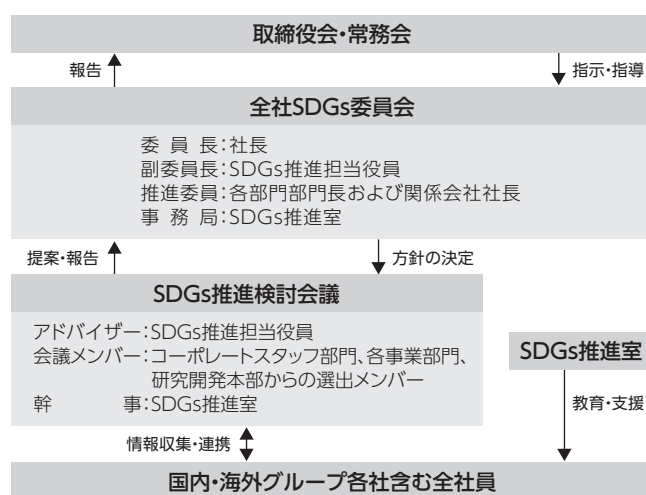 取締役会・常務会
報告
指示・指導
全社SDGs委員会
委 員 長：社長
副委員長：SDGs推進担当役員
推進委員：各部門部門長および関係会社社長
事 務 局：SDGs推進室
提案・報告
方針の決定
SDGs推進検討会議
アドバイザー：SDGs推進担当役員
会議メンバー：コーポレートスタッフ部門、各事業部門、
研究開発本部からの選出メンバー
幹 事：SDGs推進室
SDGs推進室
教育・支援
情報収集・連携
国内・海外グループ各社含む全社員